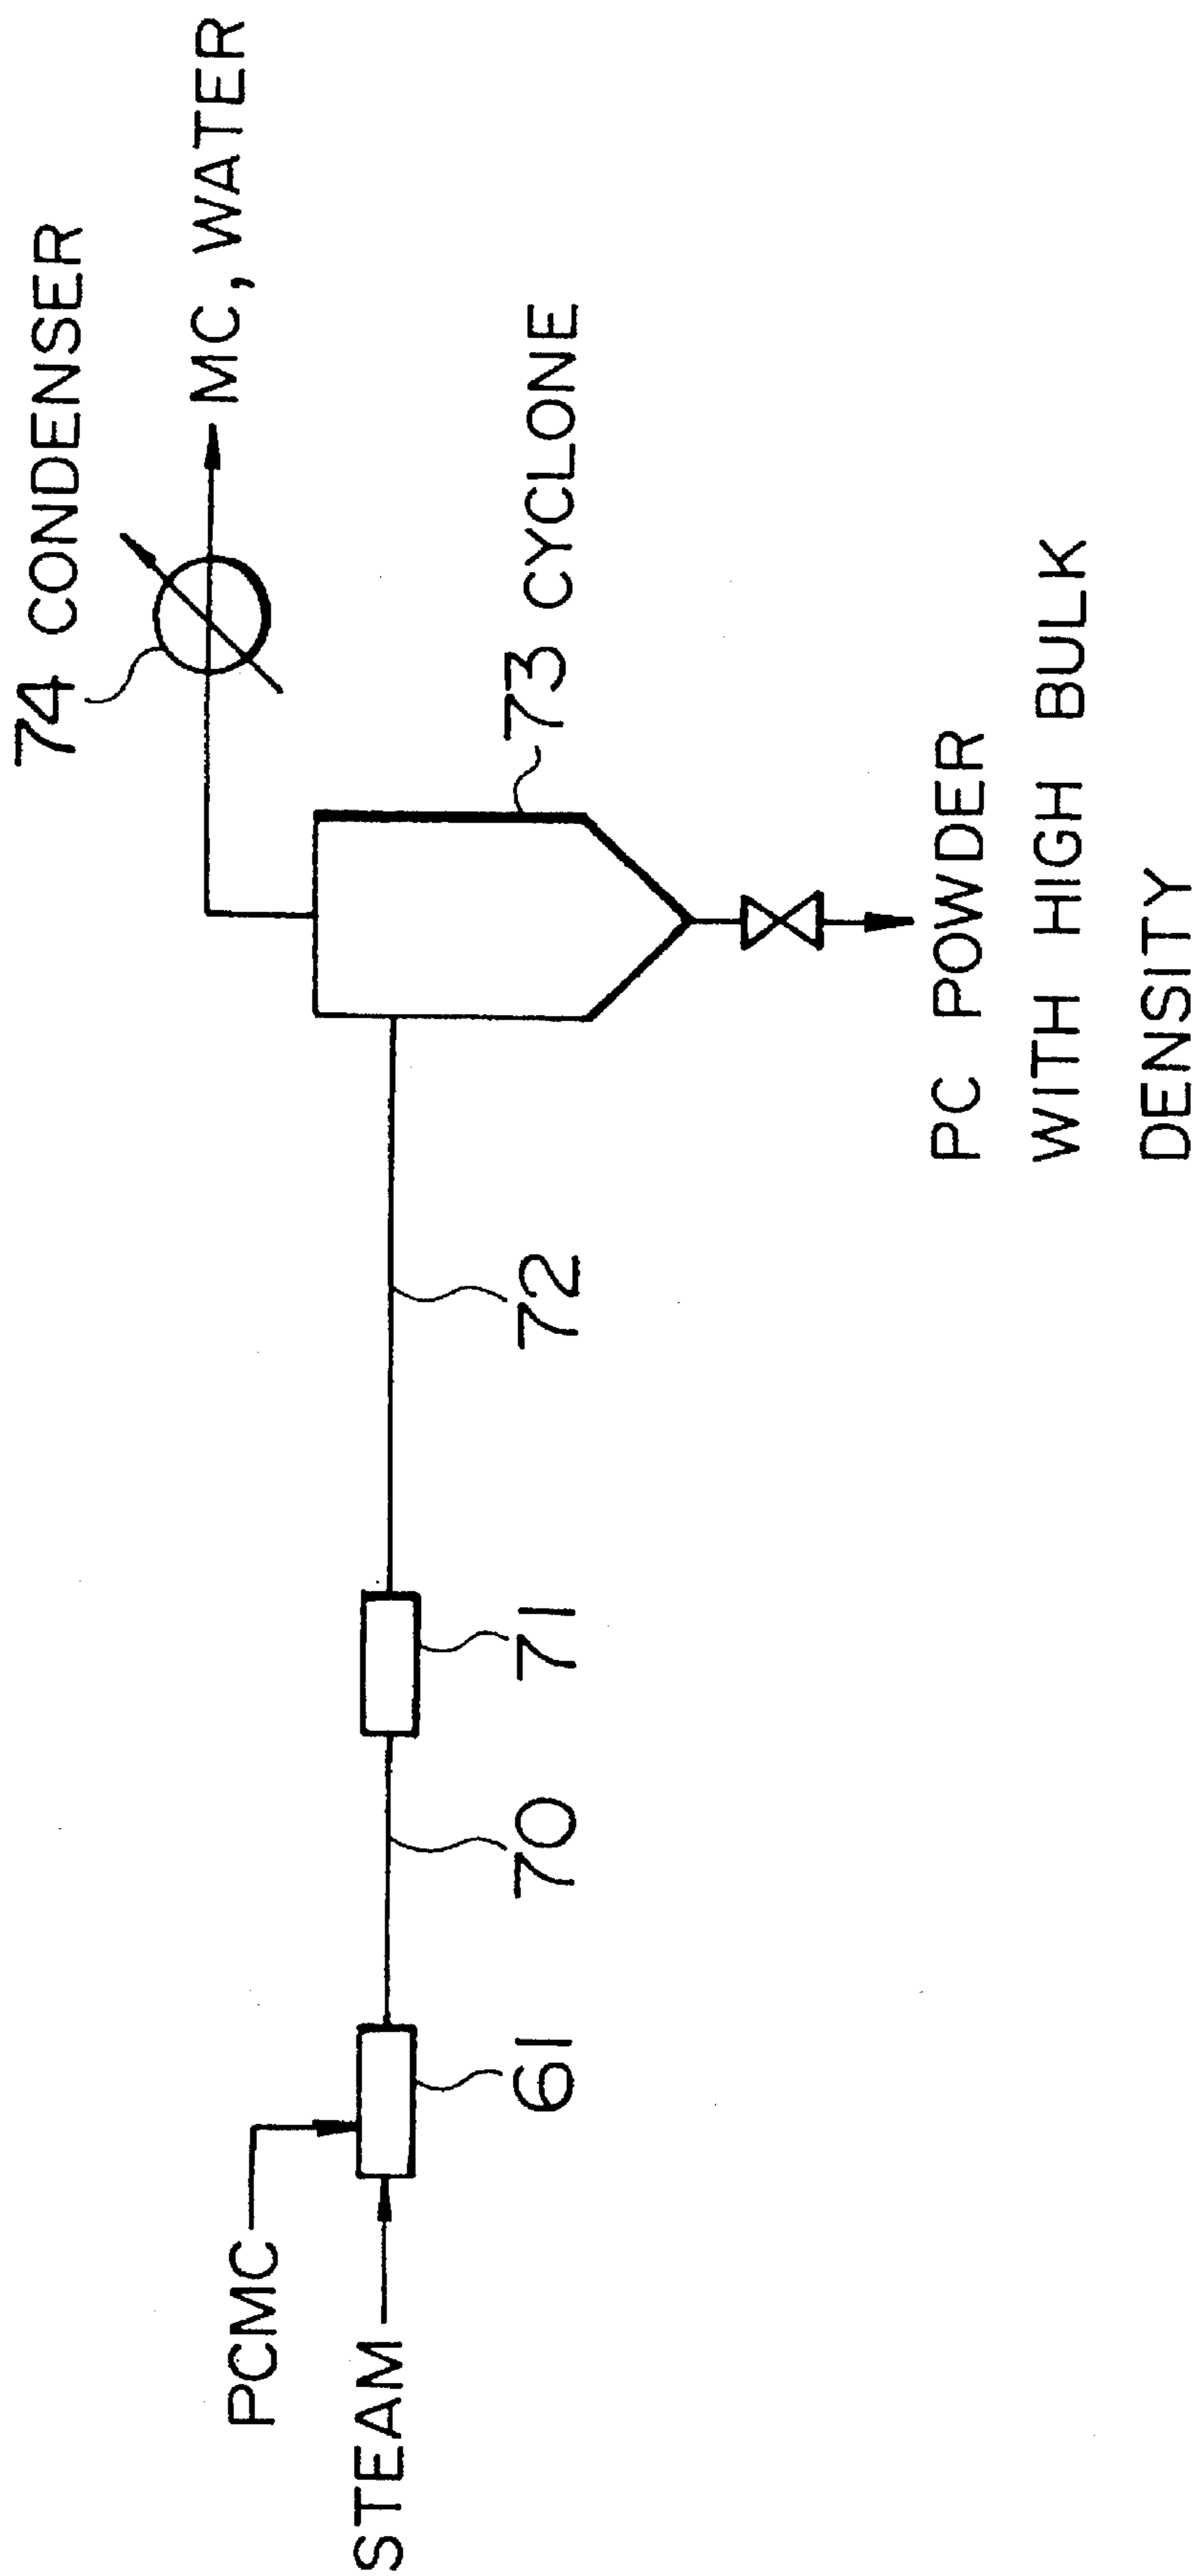 74 CONDENSER
MC, WATER
73 CYCLONE
PCMC
STEAM
61
70
71
72
PC POWDER
WITH HIGH BULK
DENSITY